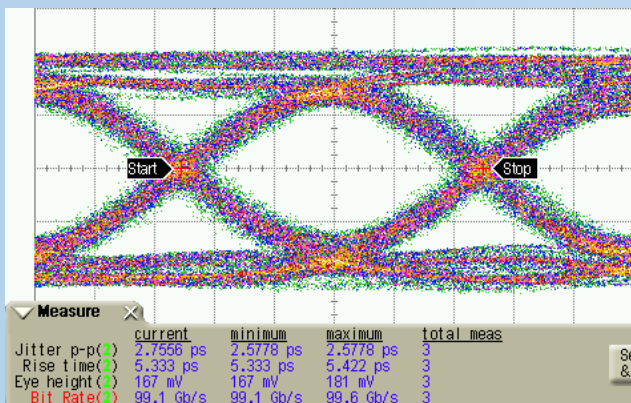 Start
Stop
Measure
current minimum maximum total meas
Jitter p-p(2) 2.7556 ps 2.5778 ps 2.5778 ps 3
Rise time(2) 5.333 ps 5.333 ps 5.422 ps 3
Eye height(2) 167 mV 167 mV 181 mV 3
Bit Rate(2) 99.1 Gb/s 99.1 Gb/s 99.6 Gb/s 3
&